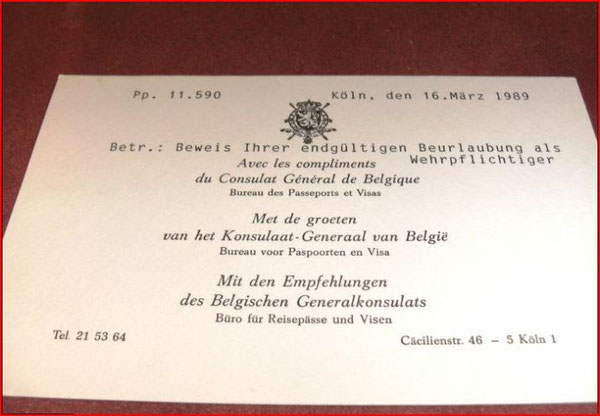 Pp. 11.590 Köln, den 16.März 1989
Betr.: Beweis Ihrer endgültigen Beurlaubung als
Wehrpflichtiger
Avec les compliments
du Consulat Général de Belgique
Bureau des Passeports et Visas
Met de groeten
van het Konsulaat-Generaal van België
Bureau voor Paspoorten en Visa
Mit den Empfehlungen
des Belgischen Generalkonsulats
Büro für Reisepässe und Visen
Tel. 21 53 64 Cäcilienstr. 46 – 5 Köln 1